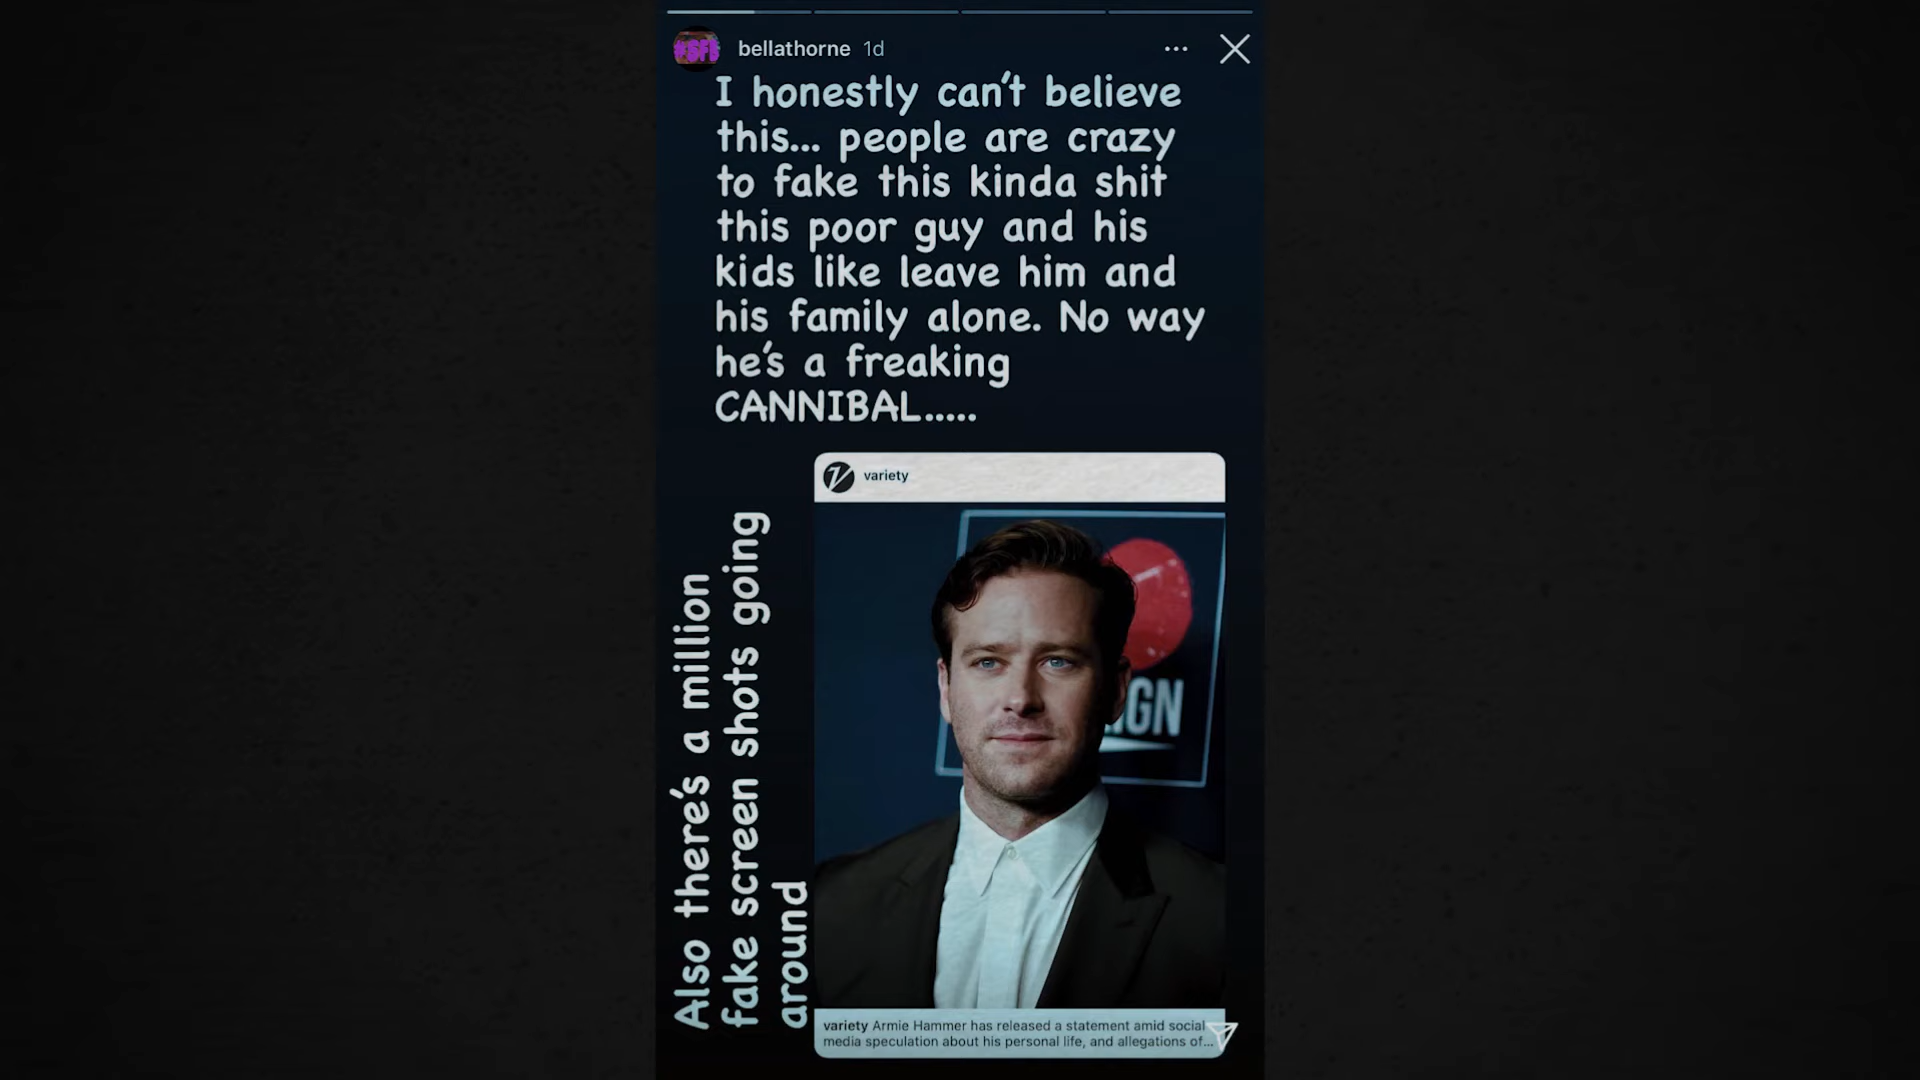 bellathorne 1d
I honestly can't believe
this... people are crazy
to fake this kinda shit
this poor guy and his
kids like leave him and
his family alone. No way
he's a freaking
CANNIBAL.....
Also there's a million
fake screen shots going
around
variety
IGN
variety Armie Hammer has released a statement amid social
media speculation about his personal life, and allegations of...